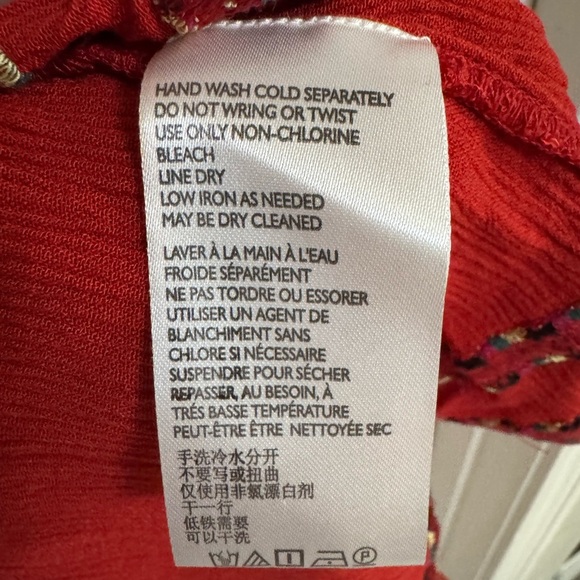 HAND WASH COLD SEPARATELY
DO NOT WRING OR TWIST
USE ONLY NON-CHLORINE
BLEACH
LINE DRY
LOW IRON AS NEEDED
MAY BE DRY CLEANED
LAVER À LA MAIN À L'EAU
FROIDE SÉPARÉMENT
NE PAS TORDRE OU ESSORER
UTILISER UN AGENT DE
BLANCHIMENT SANS
CHLORE SI NÉCESSAIRE
SUSPENDRE POUR SÉCHER
REPASSER, AU BESOIN, À
TRÉS BASSE TEMPÉRATURE
PEUT-ÊTRE ÊTRE NETTOYÉE SEC
手洗冷水分开
不要写或扭曲
仅使用非氯漂白剂
干一行
低铁需要
可以干洗
P